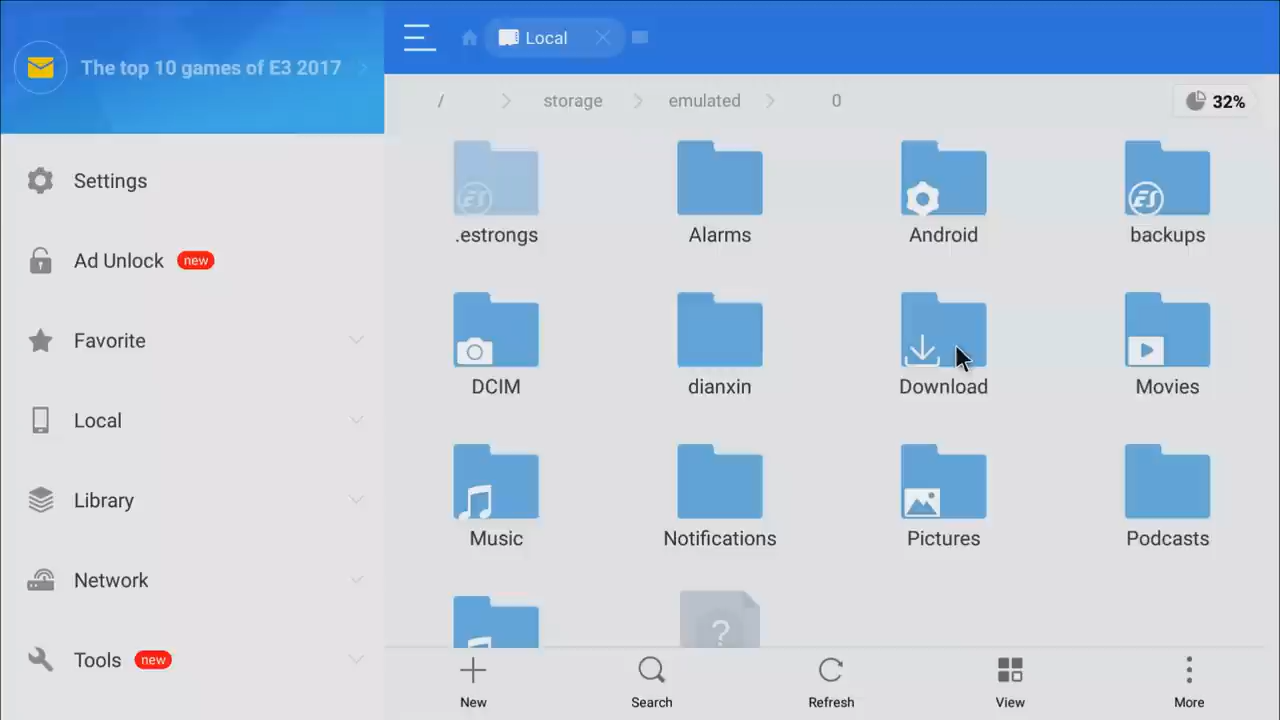 The top 10 games of E3 2017
Local
/ storage emulated 0
32%
Settings
Ad Unlock new
Favorite
Local
Library
Network
Tools new
.estrongs
Alarms
Android
backups
DCIM
dianxin
Download
Movies
Music
Notifications
Pictures
Podcasts
?
New
Search
Refresh
View
More